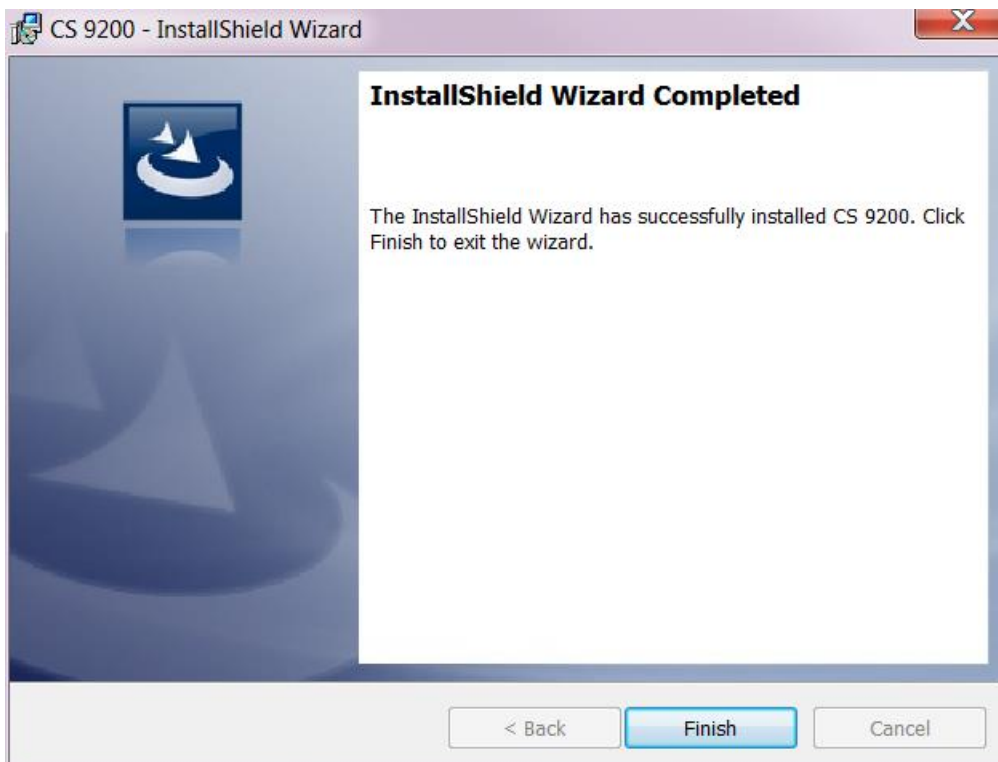 CS 9200 - InstallShield Wizard
X
InstallShield Wizard Completed
The InstallShield Wizard has successfully installed CS 9200. Click
Finish to exit the wizard.
< Back
Finish
Cancel